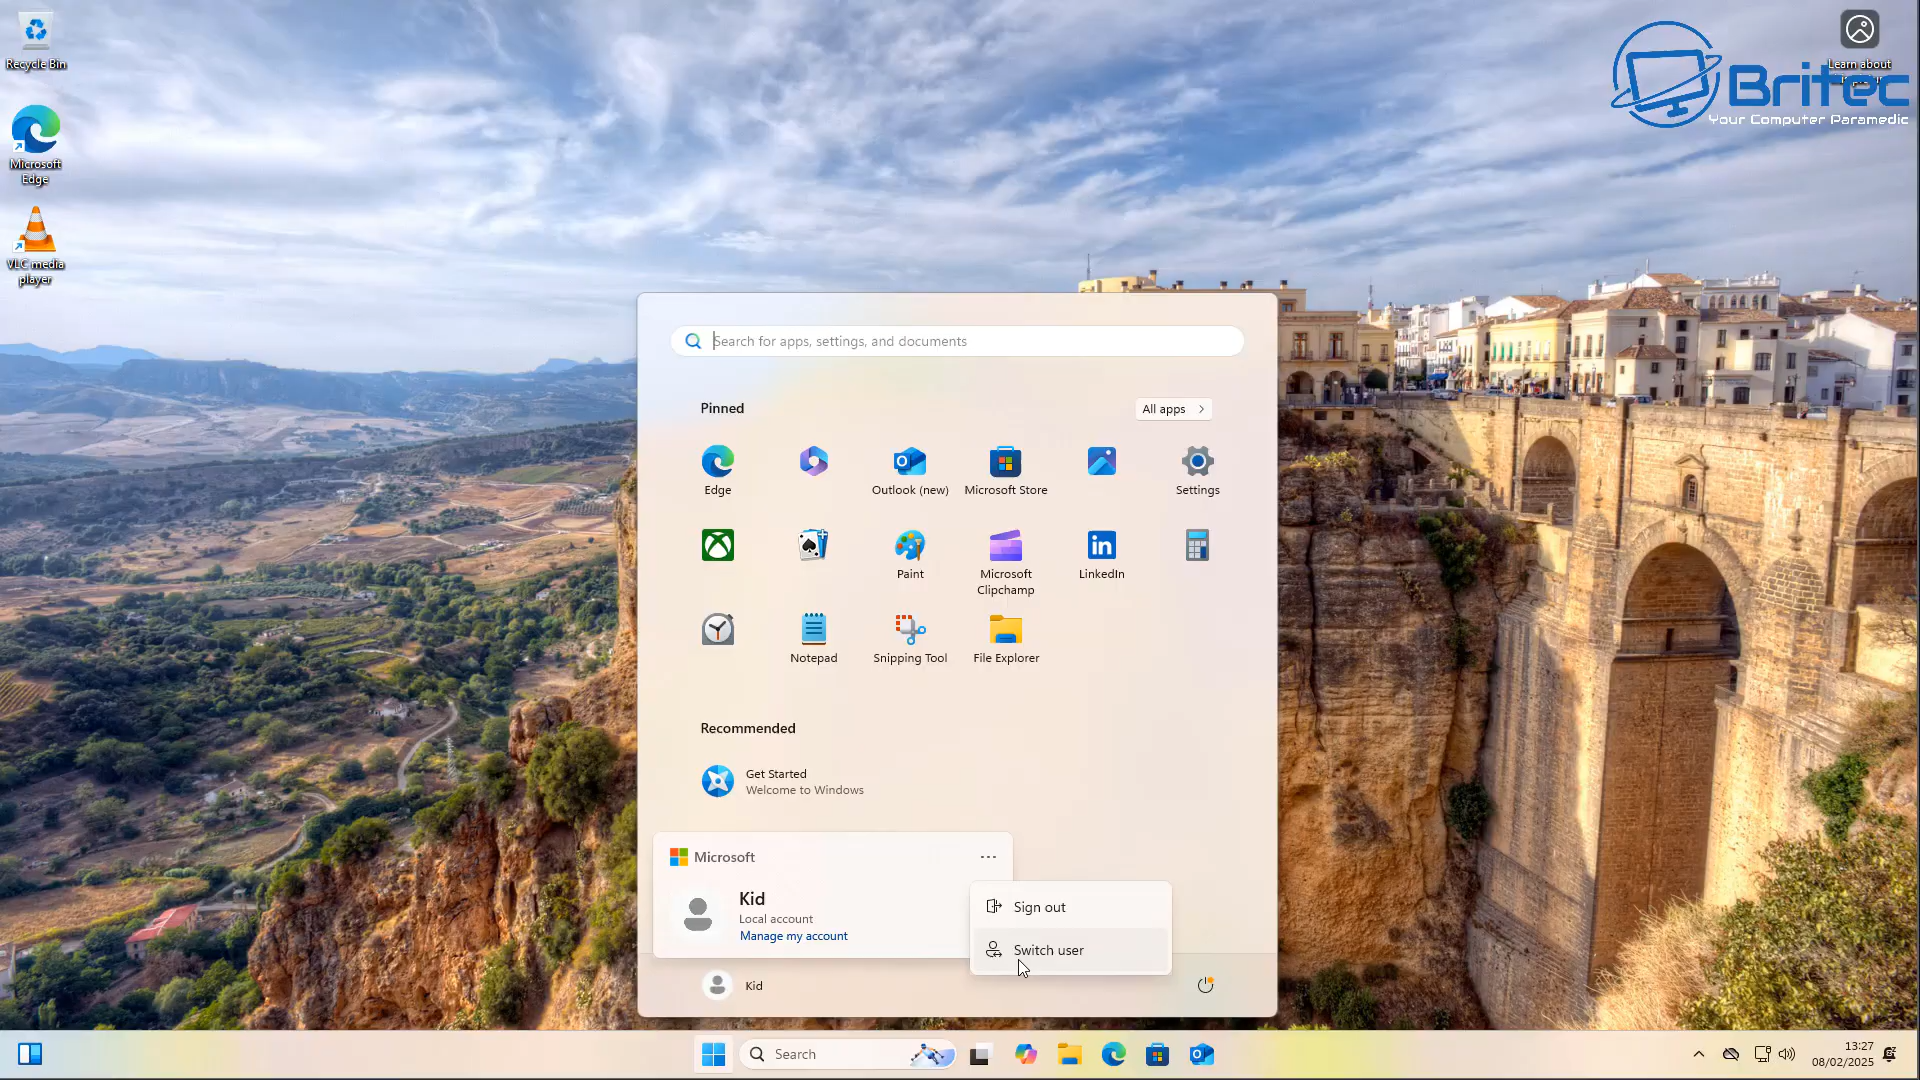 Recycle Bin
Microsoft
Edge
VLC media
player
Learn about
Britec
Your Computer Paramedic
Search for apps, settings, and documents
Pinned
All apps
Edge
Outlook (new)
Microsoft Store
Settings
Paint
Microsoft
Clipchamp
LinkedIn
Notepad
Snipping Tool
File Explorer
Recommended
Get Started
Welcome to Windows
Microsoft
Kid
Local account
Manage my account
Sign out
Switch user
Kid
Search
13:27
08/02/2025